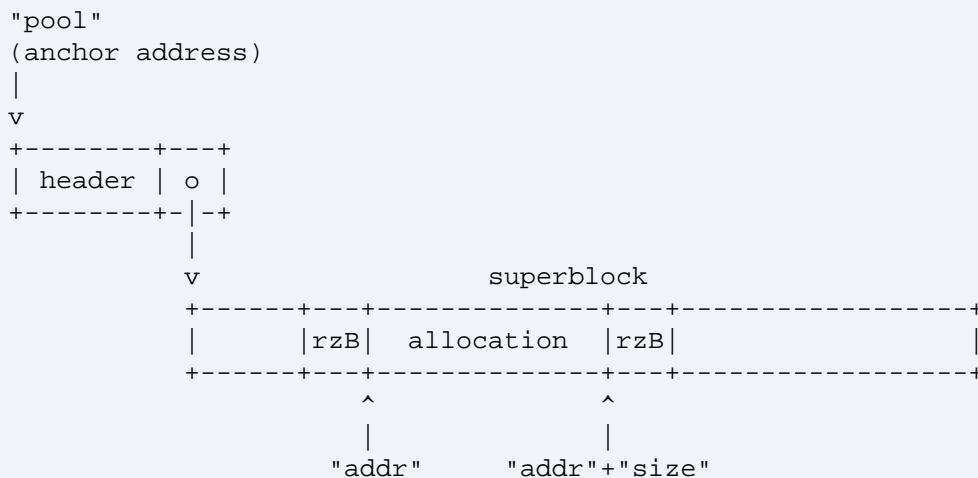 "pool"
(anchor address)
|
v
+--------+---+
| header | o |
+--------+-|-+
           |
           v                  superblock
           +------+---+--------------+---+------------------+
           |      |rzB|  allocation  |rzB|                  |
           +------+---+--------------+---+------------------+
                      ^              ^
                      |              |
                    "addr"     "addr"+"size"